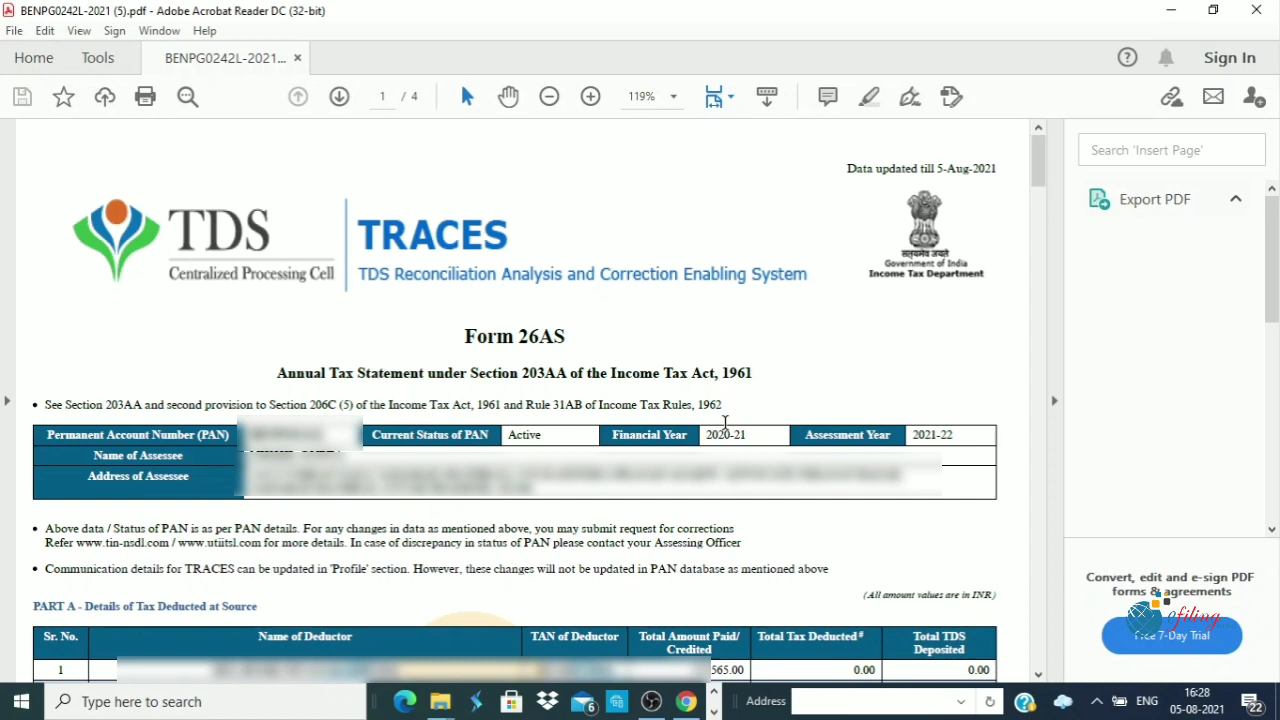 BENPG0242L-2021 (5).pdf - Adobe Acrobat Reader DC (32-bit)
File Edit View Sign Window Help
Home Tools BENPG0242L-2021... × Sign In
1 / 4 119%
Search 'Insert Page'
Export PDF
Data updated till 5-Aug-2021
TDS
Centralized Processing Cell
TRACES
TDS Reconciliation Analysis and Correction Enabling System
सत्यमेव जयते
Government of India
Income Tax Department
Form 26AS
Annual Tax Statement under Section 203AA of the Income Tax Act, 1961
• See Section 203AA and second provision to Section 206C (5) of the Income Tax Act, 1961 and Rule 31AB of Income Tax Rules, 1962
Permanent Account Number (PAN) Current Status of PAN Active Financial Year 2020-21 Assessment Year 2021-22
Name of Assessee
Address of Assessee
• Above data / Status of PAN is as per PAN details. For any changes in data as mentioned above, you may submit request for corrections
Refer www.tin-nsdl.com / www.utiitsl.com for more details. In case of discrepancy in status of PAN please contact your Assessing Officer
• Communication details for TRACES can be updated in 'Profile' section. However, these changes will not be updated in PAN database as mentioned above
(All amount values are in INR)
PART A - Details of Tax Deducted at Source
Sr. No. Name of Deductor TAN of Deductor Total Amount Paid/ Credited Total Tax Deducted # Total TDS Deposited
1 565.00 0.00 0.00
Convert, edit and e-sign PDF
forms & agreements
efiling
Free 7-Day Trial
Type here to search
6
Address
ENG
16:28
05-08-2021
22